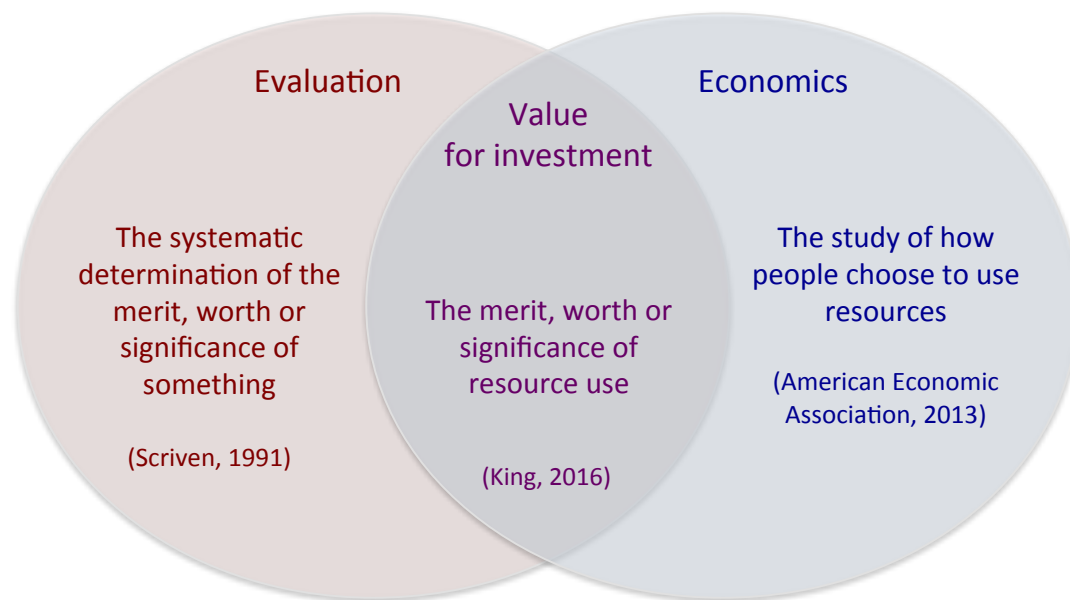 Evaluation
The systematic
determination of the
merit, worth or
significance of
something
(Scriven, 1991)
Value
for investment
The merit, worth or
significance of
resource use
(King, 2016)
Economics
The study of how
people choose to use
resources
(American Economic
Association, 2013)